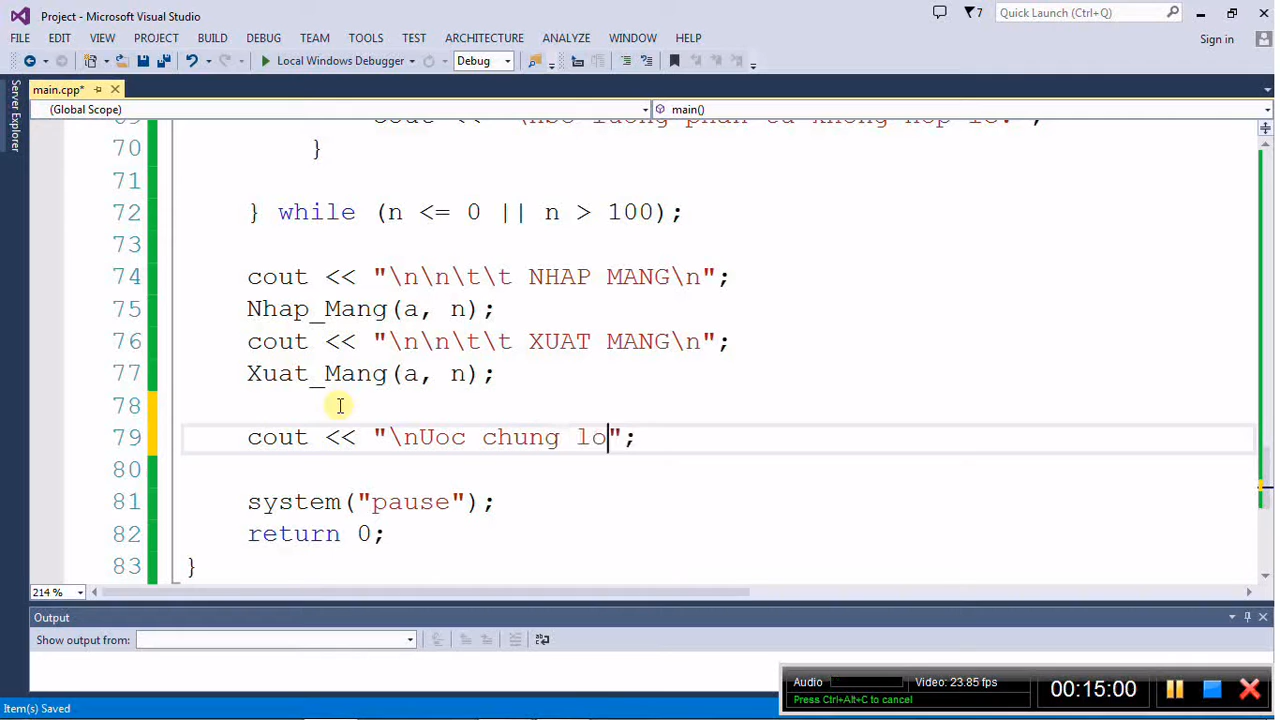 Project - Microsoft Visual Studio
7
Quick Launch (Ctrl+Q)
FILE EDIT VIEW PROJECT BUILD DEBUG TEAM TOOLS TEST ARCHITECTURE ANALYZE WINDOW HELP
Sign in
Local Windows Debugger Debug
Server Explorer
main.cpp*
(Global Scope) main()
70 }
71
72 } while (n <= 0 || n > 100);
73
74 cout << "\n\n\t\t NHAP MANG\n";
75 Nhap_Mang(a, n);
76 cout << "\n\n\t\t XUAT MANG\n";
77 Xuat_Mang(a, n);
78
79 cout << "\nUoc chung lo";
80
81 system("pause");
82 return 0;
83 }
214 %
Output
Show output from:
Audio Video: 23.85 fps
Press Ctrl+Alt+C to cancel
00:15:00
Item(s) Saved